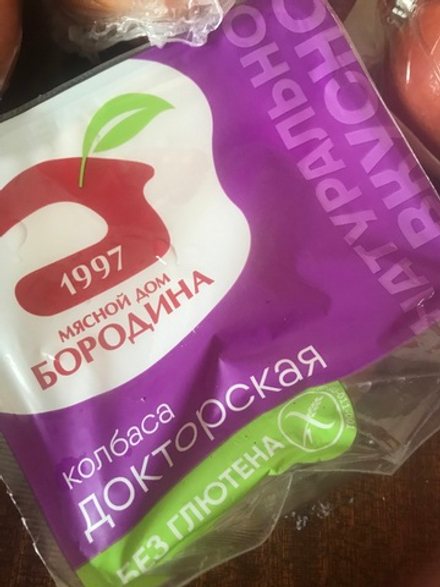 НАТУРАЛЬНО
ВКУСНО
1997
МЯСНОЙ ДОМ
БОРОДИНА
колбаса
ДОКТОРСКАЯ
БЕЗ ГЛЮТЕНА